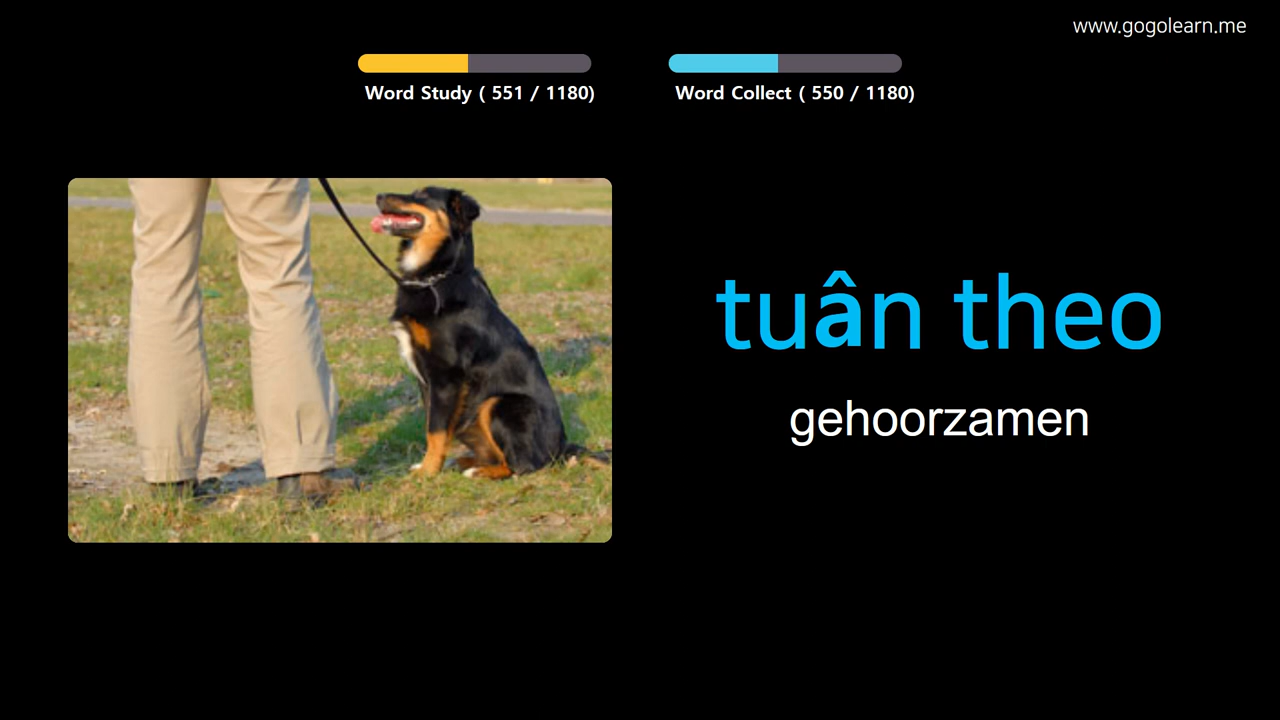 www.gogolearn.me
Word Study ( 551 / 1180)
Word Collect ( 550 / 1180)
tuân theo
gehoorzamen